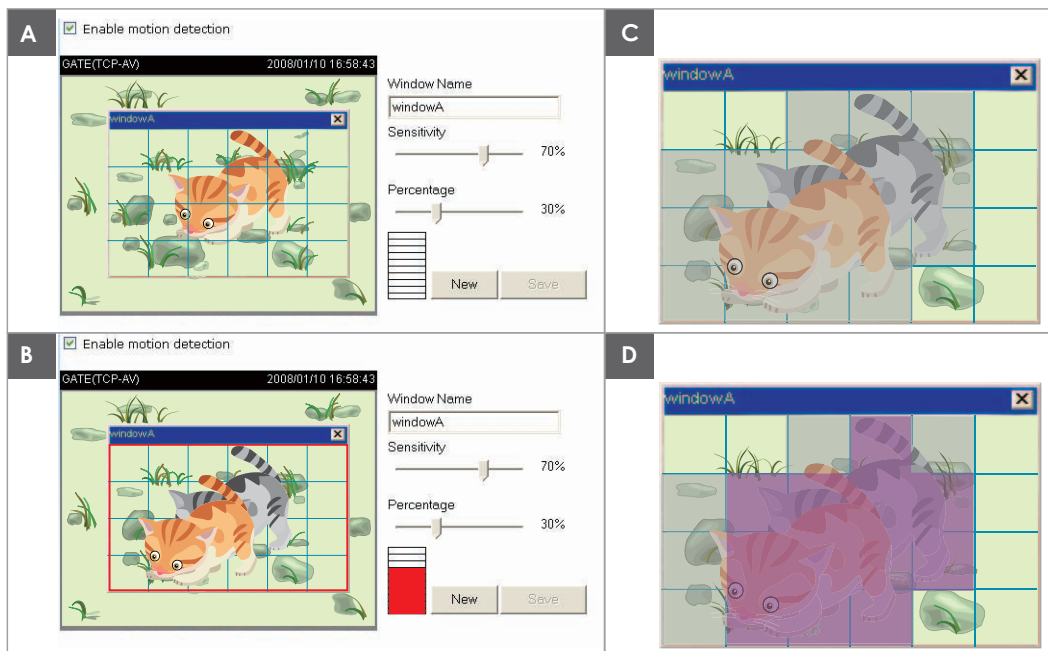 A
Enable motion detection
GATE(TCP-AV) 2008/01/10 16:58:43
windowA
Window Name
windowA
Sensitivity
70%
Percentage
30%
New Save
C
windowA
B
Enable motion detection
GATE(TCP-AV) 2008/01/10 16:58:43
windowA
Window Name
windowA
Sensitivity
70%
Percentage
30%
New Save
D
windowA